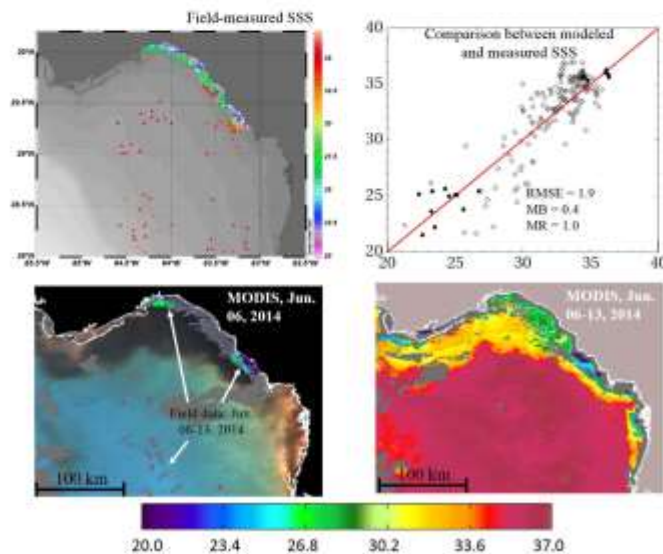 Field-measured SSS
Comparison between modeled
and measured SSS
40
35
30
25
20
RMSE = 1.9
MB = 0.4
MR = 1.0
20 25 30 35 40
MODIS, Jun.
06, 2014
Field data: Jun.
06-13, 2014
100 km
MODIS, Jun.
06-13, 2014
100 km
20.0 23.4 26.8 30.2 33.6 37.0